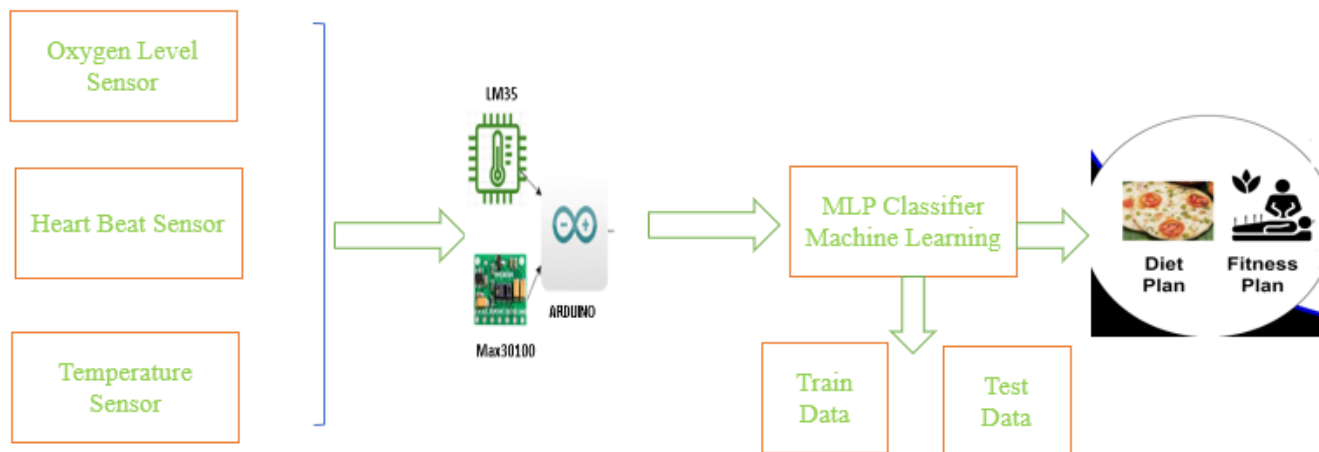 Oxygen Level
Sensor
Heart Beat Sensor
Temperature
Sensor
LM35
ARDUINO
Max30100
MLP Classifier
Machine Learning
Train
Data
Test
Data
Diet
Plan
Fitness
Plan